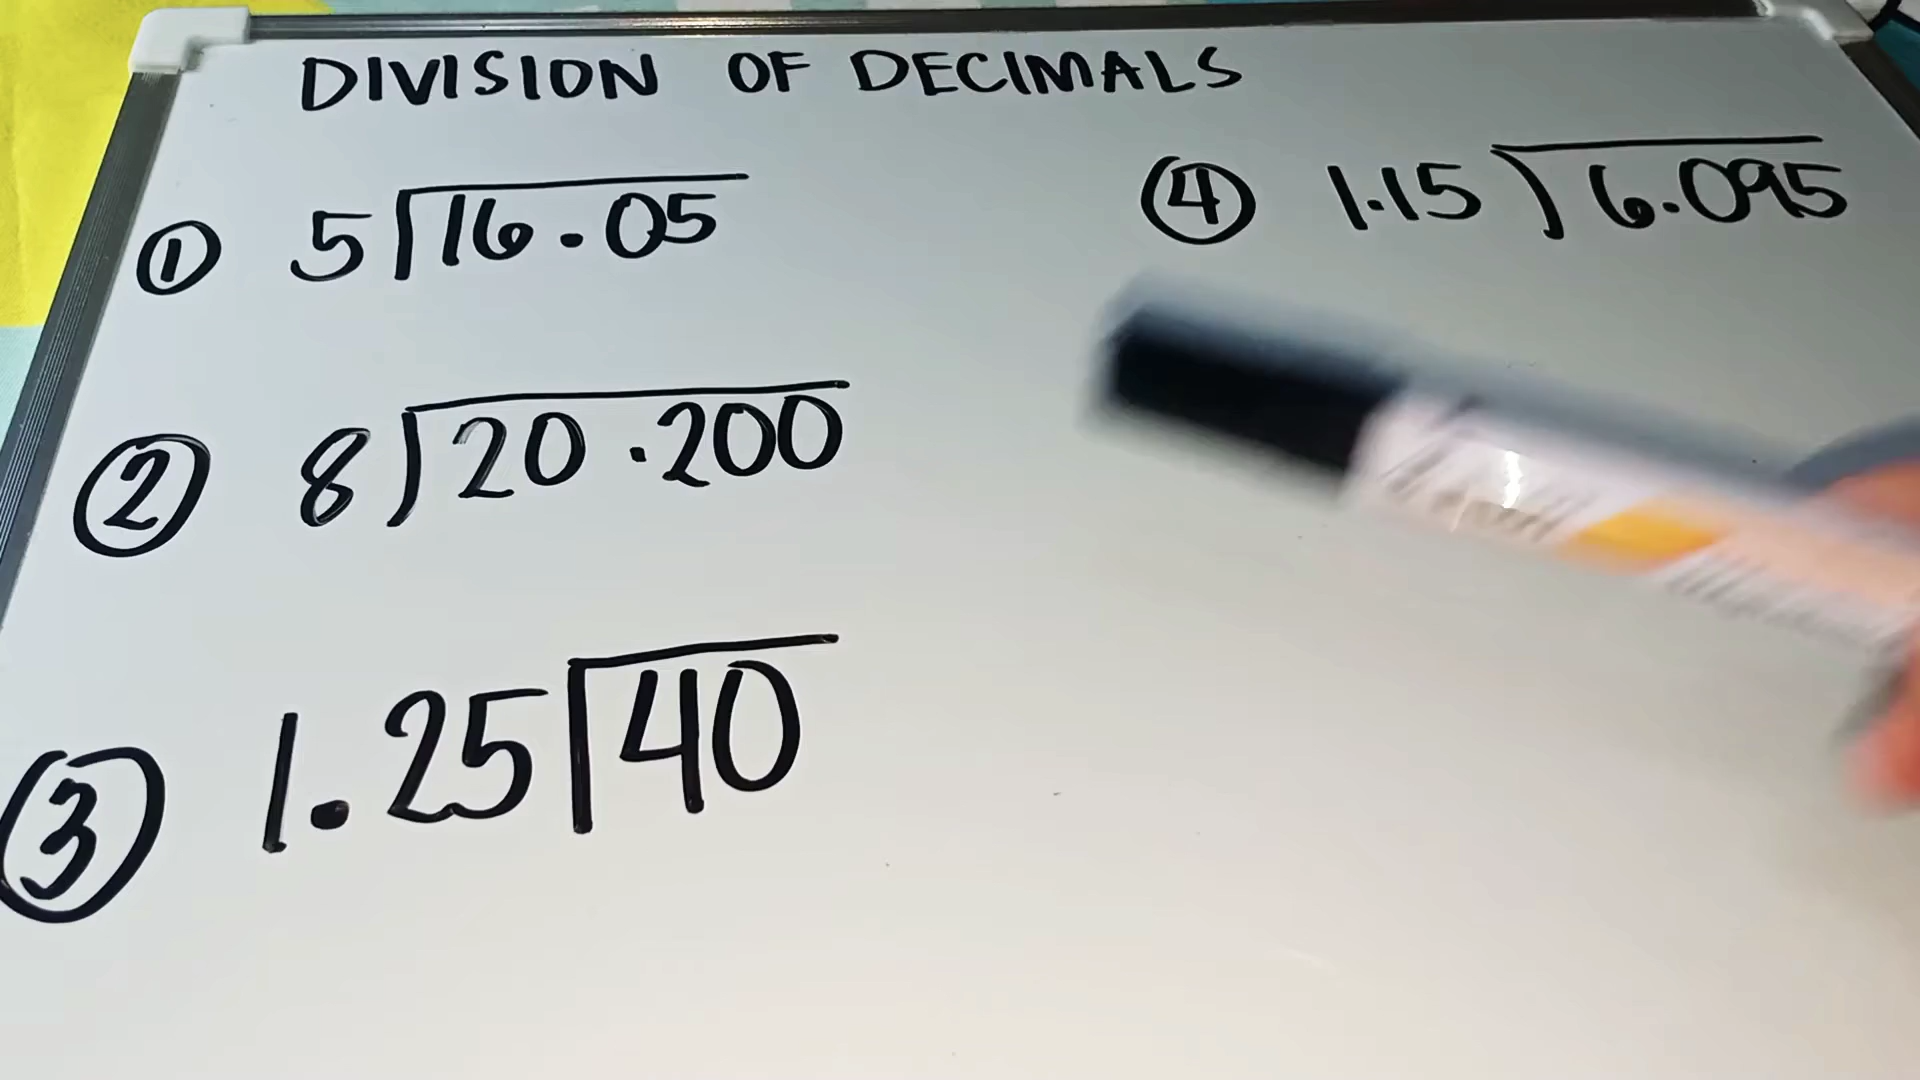 DIVISION OF DECIMALS
① 5⟌16.05
② 8⟌20.200
③ 1.25⟌40
④ 1.15⟌6.095